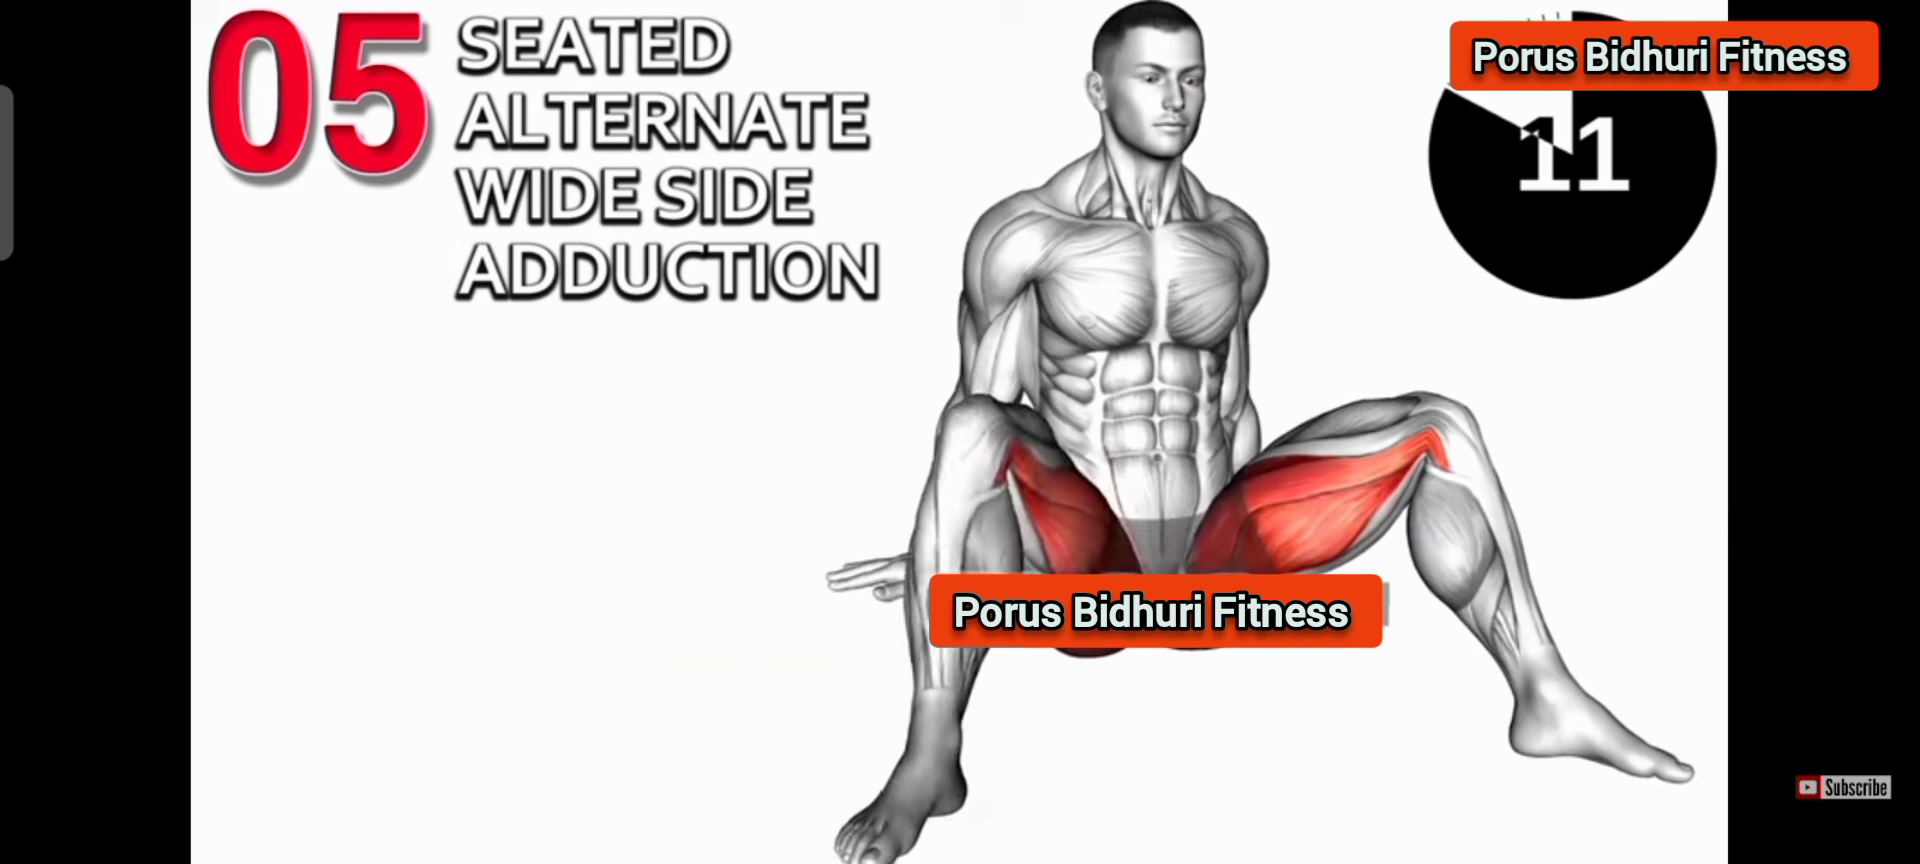 05
SEATED
ALTERNATE
WIDE SIDE
ADDUCTION
Porus Bidhuri Fitness
11
Porus Bidhuri Fitness
Subscribe